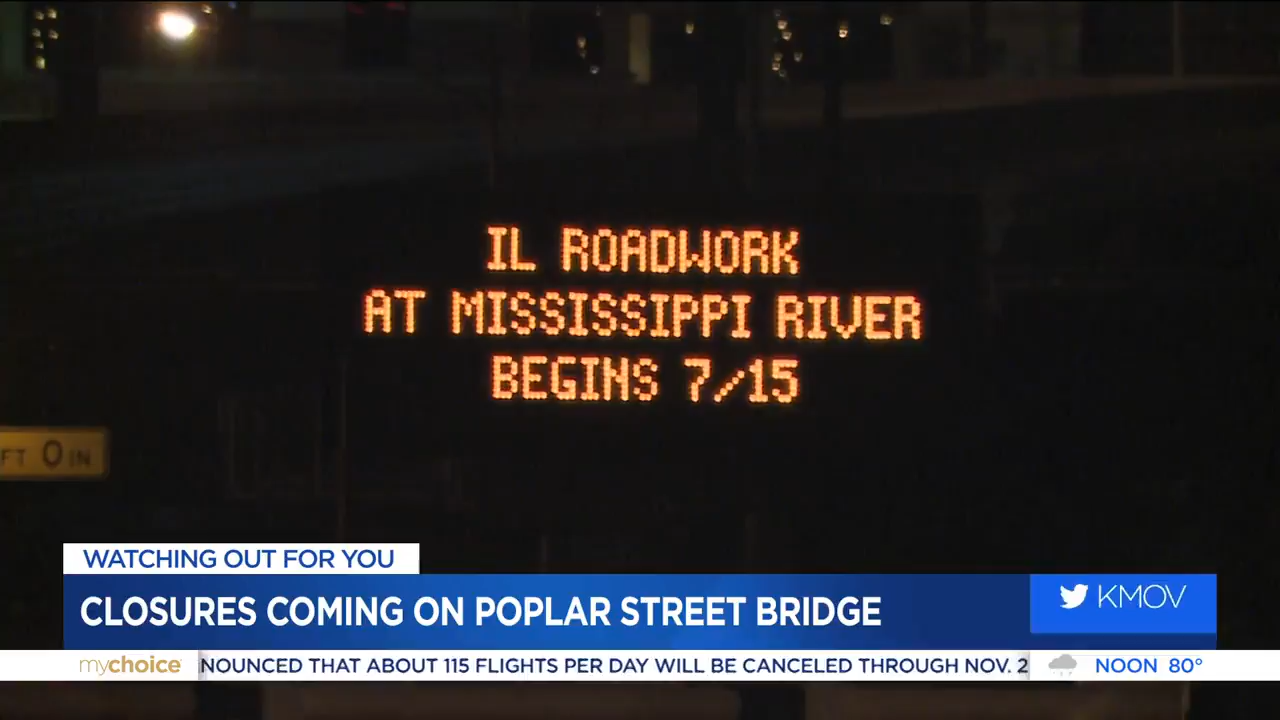 IL ROADWORK
AT MISSISSIPPI RIVER
BEGINS 7/15
FT 0 IN
WATCHING OUT FOR YOU
CLOSURES COMING ON POPLAR STREET BRIDGE
KMOV
mychoice
NOUNCED THAT ABOUT 115 FLIGHTS PER DAY WILL BE CANCELED THROUGH NOV. 2
NOON 80°